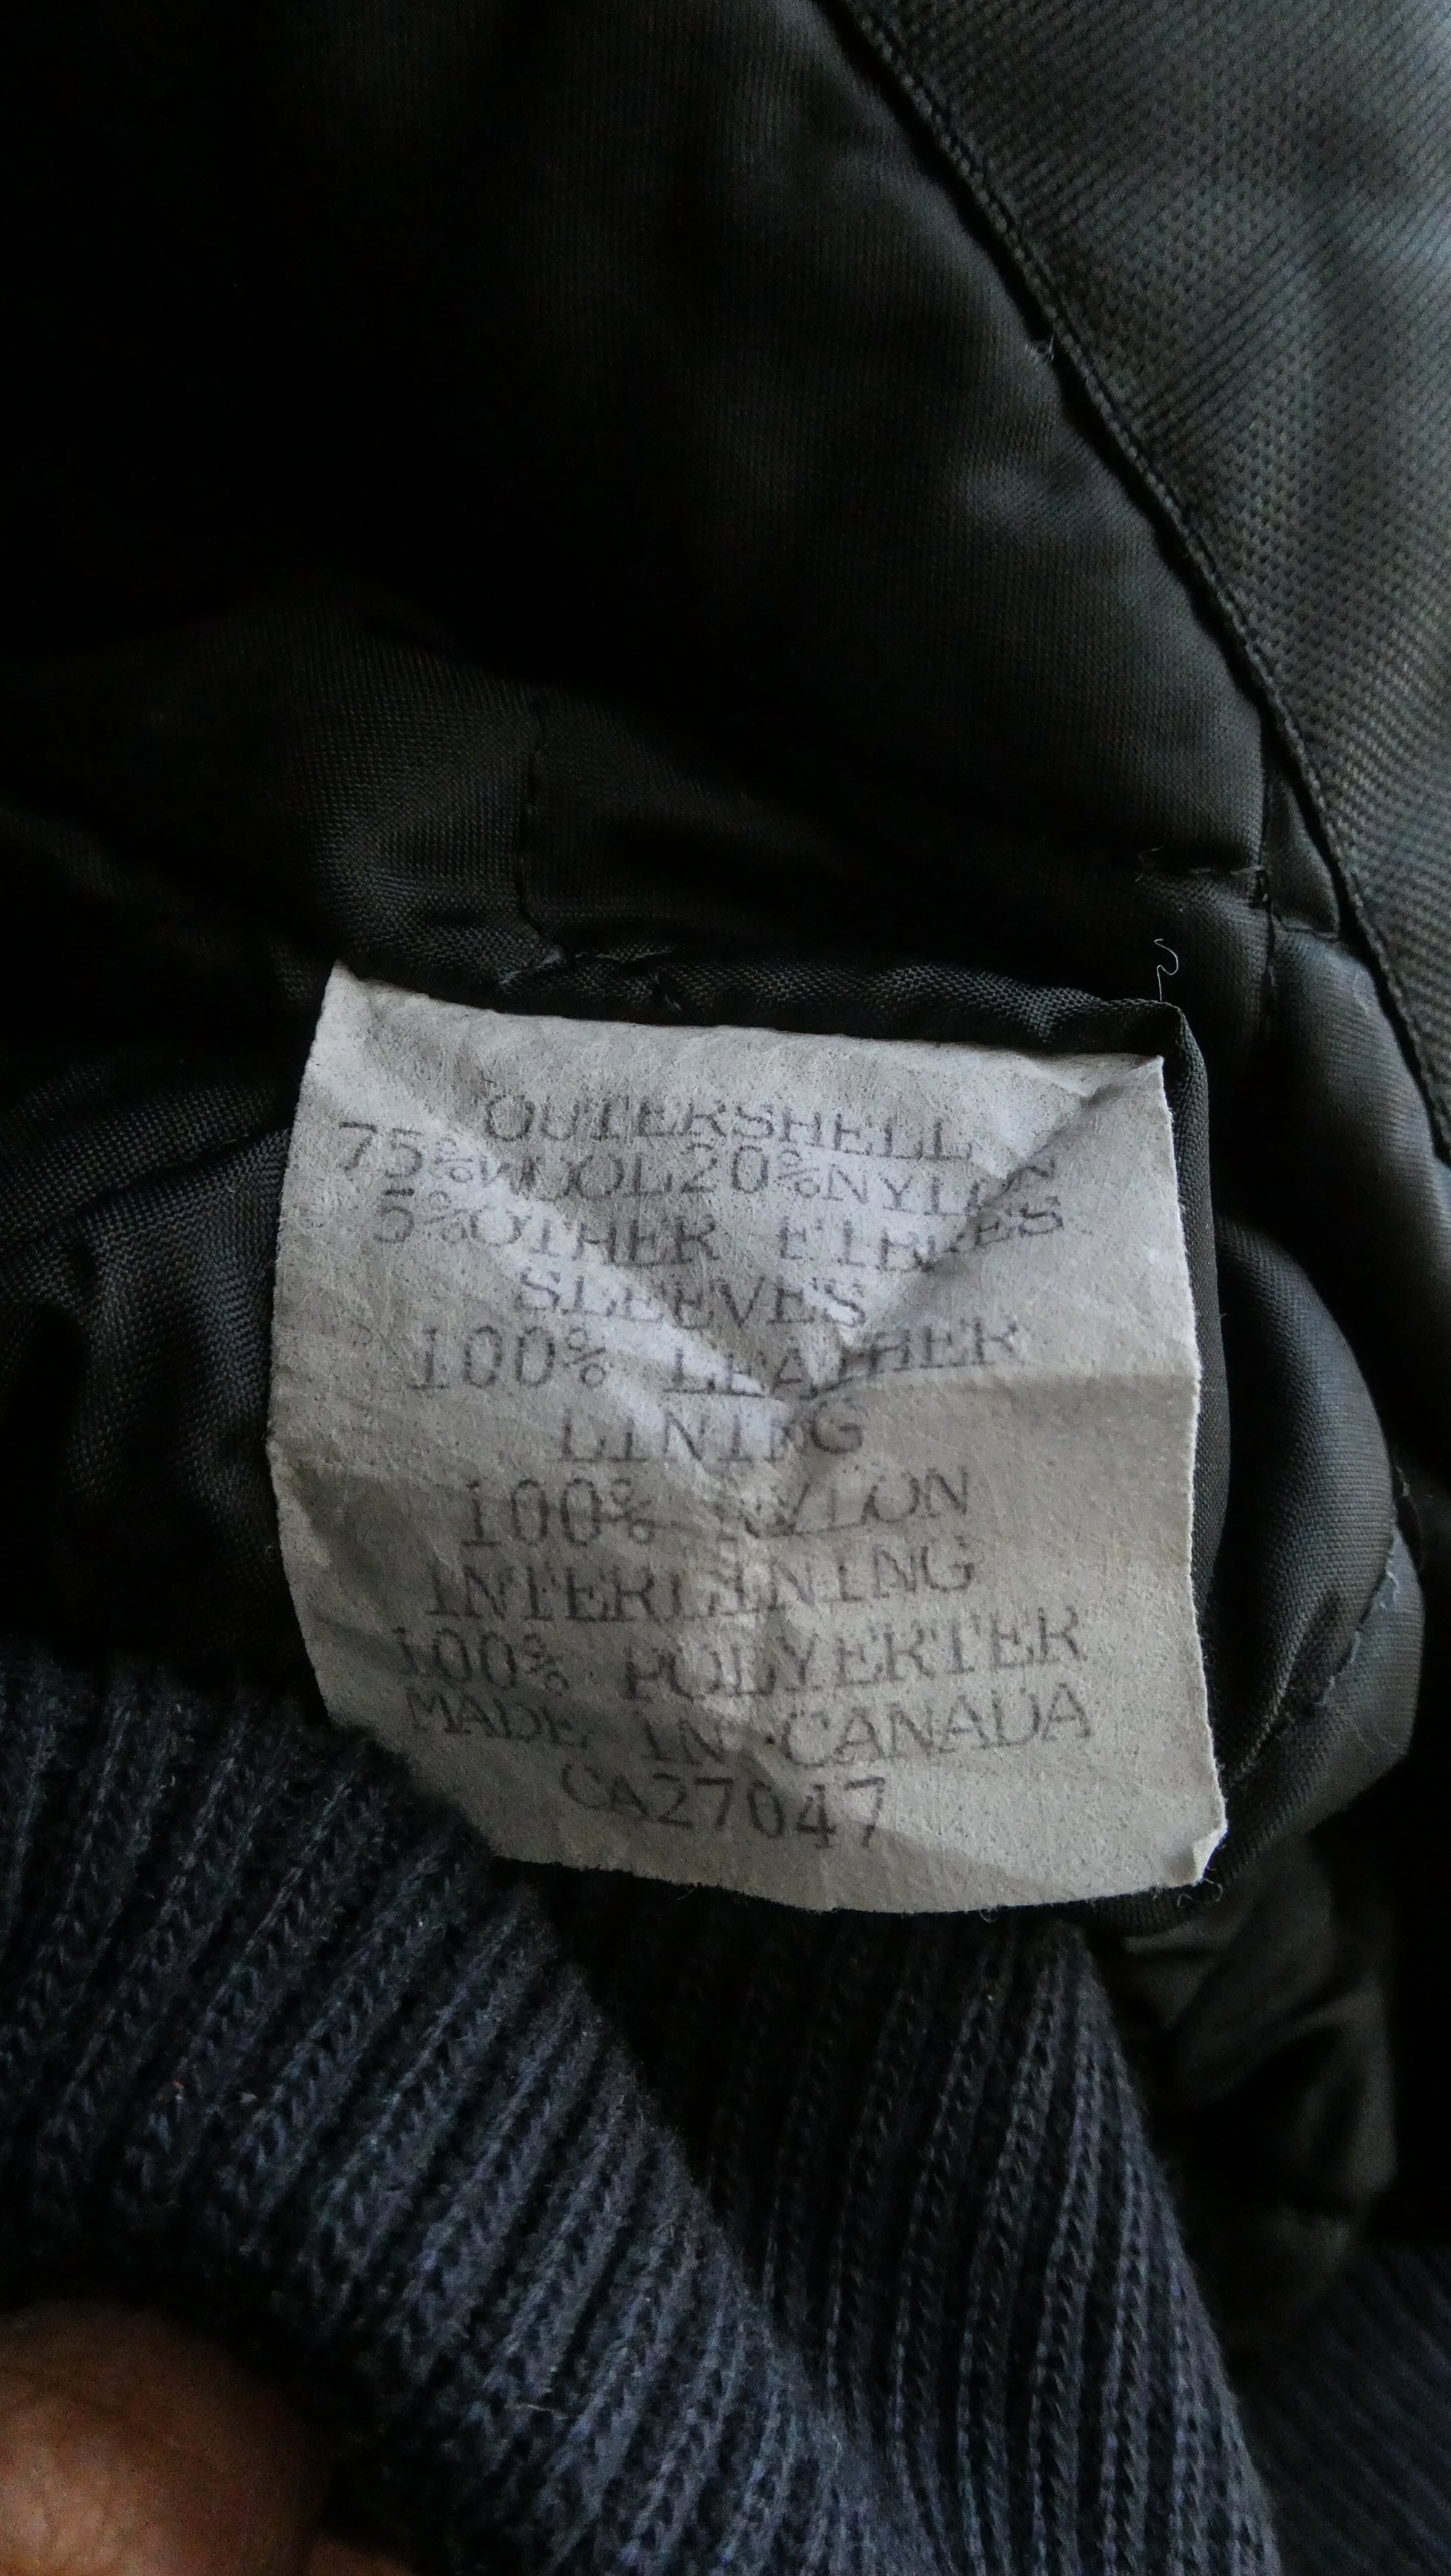 OUTERSHELL
75%WOOL20%NYLON
5%OTHER FIBRES
SLEEVES
100% LEATHER
LINING
100% NYLON
INTERLINING
100% POLYERTER
MADE IN CANADA
CA27047